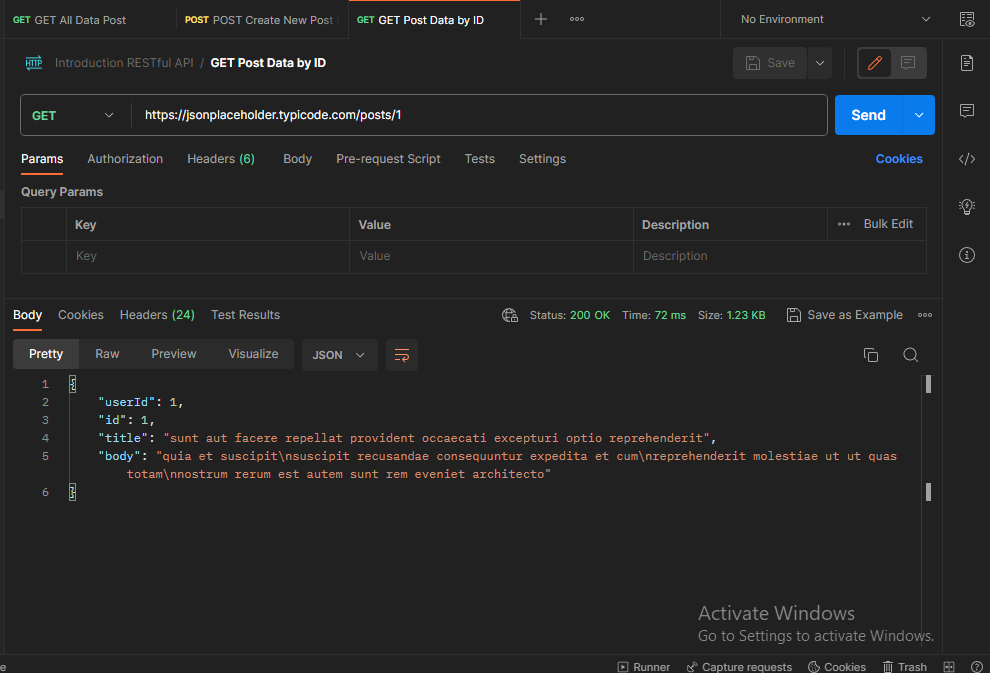 GET GET All Data Post
POST POST Create New Post
GET GET Post Data by ID
No Environment
HTTP Introduction RESTful API / GET Post Data by ID
Save
GET https://jsonplaceholder.typicode.com/posts/1
Send
Params Authorization Headers (6) Body Pre-request Script Tests Settings Cookies
Query Params
Key Value Description ••• Bulk Edit
Key Value Description
Body Cookies Headers (24) Test Results Status: 200 OK Time: 72 ms Size: 1.23 KB Save as Example
Pretty Raw Preview Visualize JSON
1 {
2 "userId": 1,
3 "id": 1,
4 "title": "sunt aut facere repellat provident occaecati excepturi optio reprehenderit",
5 "body": "quia et suscipit\nsuscipit recusandae consequuntur expedita et cum\nreprehenderit molestiae ut ut quas
totam\nnostrum rerum est autem sunt rem eveniet architecto"
6 }
Activate Windows
Go to Settings to activate Windows.
e Runner Capture requests Cookies Trash